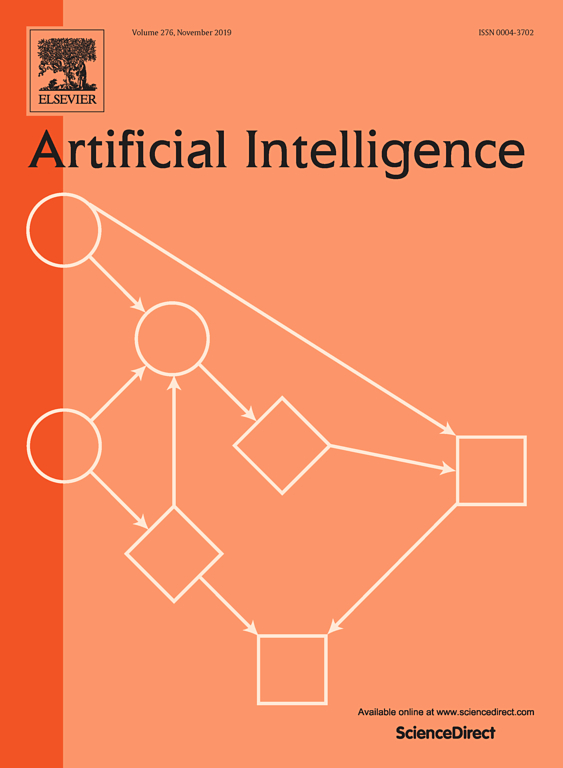 Volume 276, November 2019
ISSN 0004-3702
ELSEVIER
Artificial Intelligence
Available online at www.sciencedirect.com
ScienceDirect